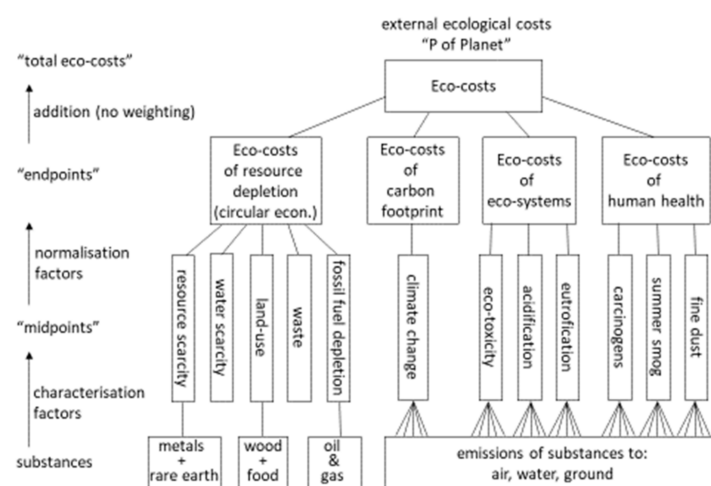 external ecological costs
“P of Planet”
“total eco-costs”
Eco-costs
addition (no weighting)
Eco-costs
of resource
depletion
(circular econ.)
Eco-costs
of
carbon
footprint
Eco-costs
of
eco-systems
Eco-costs
of
human health
“endpoints”
normalisation
factors
resource scarcity
water scarcity
land-use
waste
fossil fuel depletion
climate change
eco-toxicity
acidification
eutrofication
carcinogens
summer smog
fine dust
“midpoints”
characterisation
factors
substances
metals
+
rare earth
wood
+
food
oil
&
gas
emissions of substances to:
air, water, ground